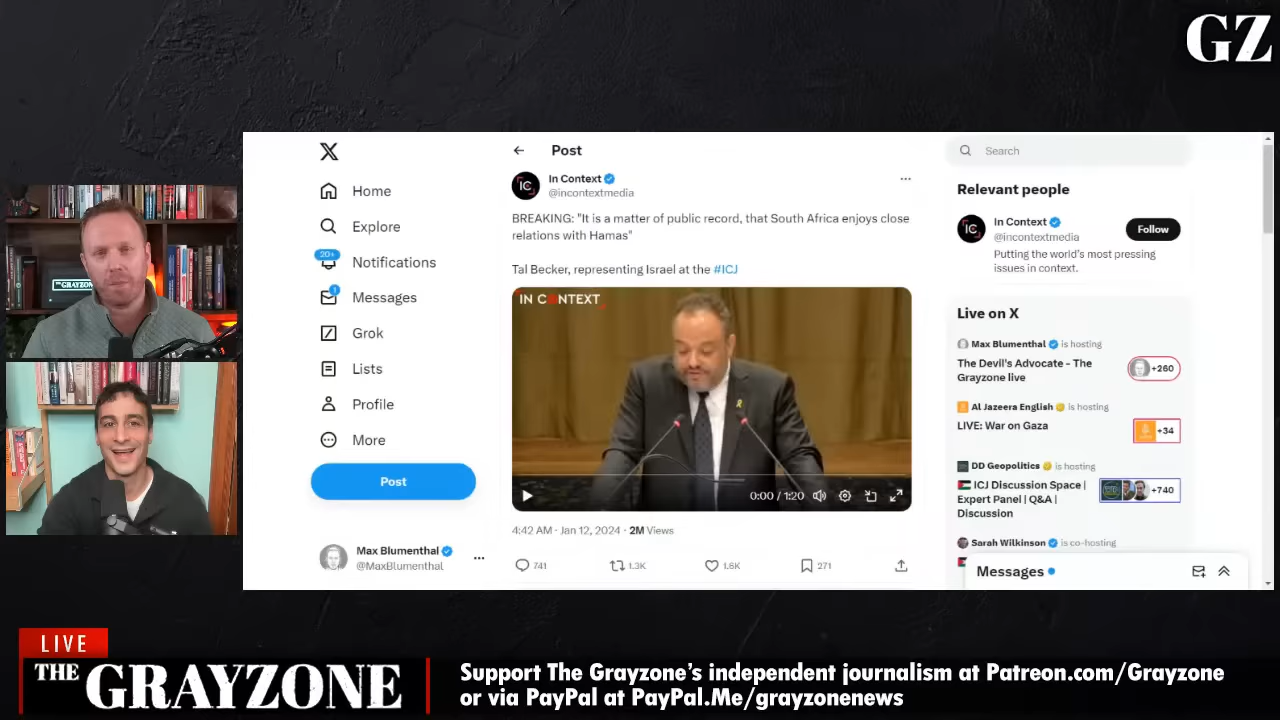 GZ
X
Home
Explore
20+
Notifications
1
Messages
Grok
Lists
Profile
More
Post
Max Blumenthal
@MaxBlumenthal
Post
In Context
@incontextmedia
BREAKING: "It is a matter of public record, that South Africa enjoys close
relations with Hamas"
Tal Becker, representing Israel at the #ICJ
IN CONTEXT
0:00 / 1:20
4:42 AM · Jan 12, 2024 · 2M Views
741
1.3K
1.6K
271
Search
Relevant people
In Context
@incontextmedia
Follow
Putting the world's most pressing
issues in context.
Live on X
Max Blumenthal is hosting
The Devil's Advocate - The
Grayzone live
+260
Al Jazeera English is hosting
LIVE: War on Gaza
+34
DD Geopolitics is hosting
ICJ Discussion Space |
Expert Panel | Q&A |
Discussion
+740
Sarah Wilkinson is co-hosting
Messages
LIVE
THE GRAYZONE
Support The Grayzone's independent journalism at Patreon.com/Grayzone
or via PayPal at PayPal.Me/grayzonenews